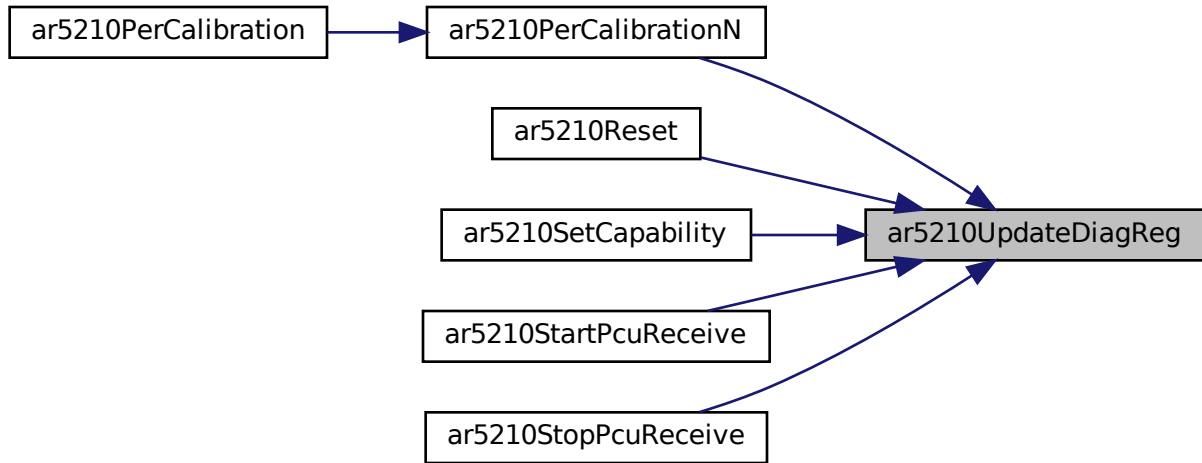 ar5210PerCalibration
ar5210PerCalibrationN
ar5210Reset
ar5210SetCapability
ar5210UpdateDiagReg
ar5210StartPcuReceive
ar5210StopPcuReceive